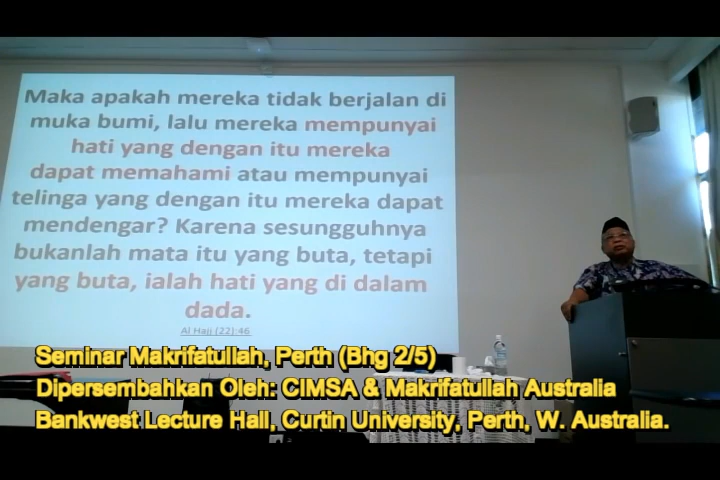 Maka apakah mereka tidak berjalan di
muka bumi, lalu mereka mempunyai
hati yang dengan itu mereka
dapat memahami atau mempunyai
telinga yang dengan itu mereka dapat
mendengar? Karena sesungguhnya
bukanlah mata itu yang buta, tetapi
yang buta, ialah hati yang di dalam
dada.
Al Hajj (22):46
Seminar Makrifatullah, Perth (Bhg 2/5)
Dipersembahkan Oleh: CIMSA & Makrifatullah Australia
Bankwest Lecture Hall, Curtin University, Perth, W. Australia.